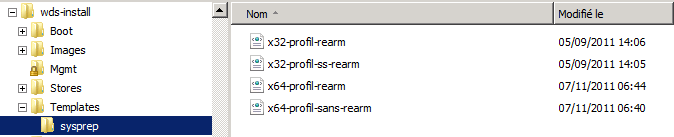 wds-install
Boot
Images
Mgmt
Stores
Templates
sysprep
Nom Modifié le
x32-profil-rearm 05/09/2011 14:06
x32-profil-ss-rearm 05/09/2011 14:05
x64-profil-rearm 07/11/2011 06:44
x64-profil-sans-rearm 07/11/2011 06:40